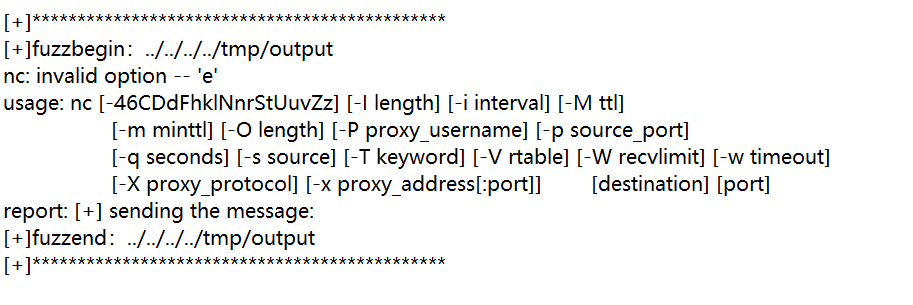 [+]**********************************************
[+]fuzzbegin：../../../../tmp/output
nc: invalid option -- 'e'
usage: nc [-46CDdFhklNnrStUuvZz] [-I length] [-i interval] [-M ttl]
[-m minttl] [-O length] [-P proxy_username] [-p source_port]
[-q seconds] [-s source] [-T keyword] [-V rtable] [-W recvlimit] [-w timeout]
[-X proxy_protocol] [-x proxy_address[:port]] [destination] [port]
report: [+] sending the message:
[+]fuzzend：../../../../tmp/output
[+]**********************************************